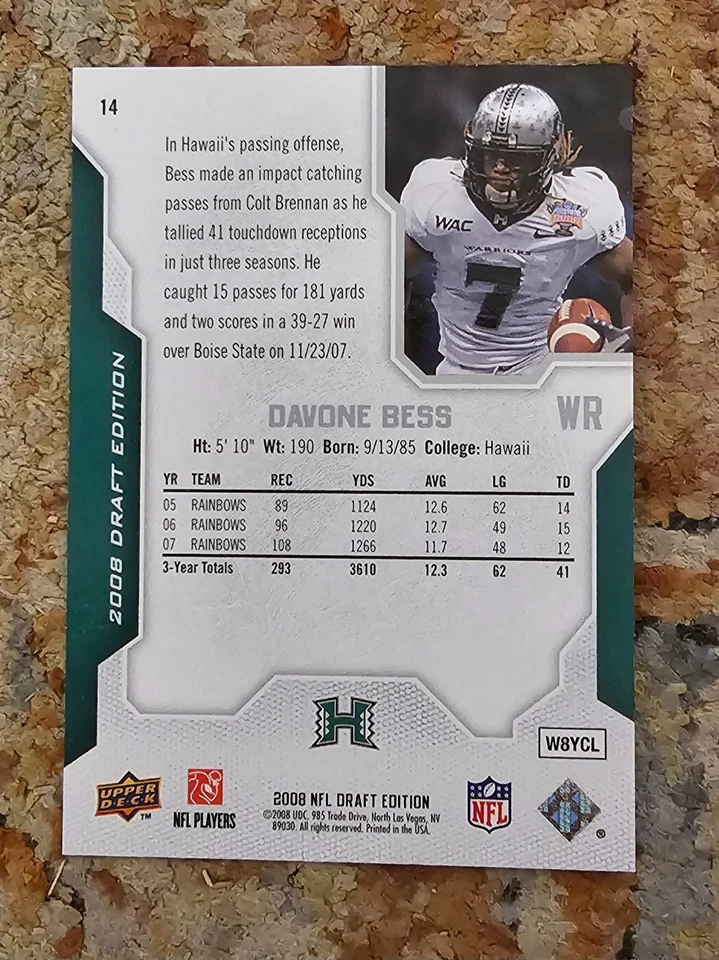 14
In Hawaii's passing offense,
Bess made an impact catching
passes from Colt Brennan as he
tallied 41 touchdown receptions
in just three seasons. He
caught 15 passes for 181 yards
and two scores in a 39-27 win
over Boise State on 11/23/07.
WAC
WARRIORS
7
2008 DRAFT EDITION
DAVONE BESS WR
Ht: 5' 10" Wt: 190 Born: 9/13/85 College: Hawaii
YR TEAM REC YDS AVG LG TD
05 RAINBOWS 89 1124 12.6 62 14
06 RAINBOWS 96 1220 12.7 49 15
07 RAINBOWS 108 1266 11.7 48 12
3-Year Totals 293 3610 12.3 62 41
H
W8YCL
UPPER
DECK
TM
NFL PLAYERS
2008 NFL DRAFT EDITION
©2008 UDC. 985 Trade Drive, North Las Vegas, NV
89030. All rights reserved. Printed in the USA.
NFL
®